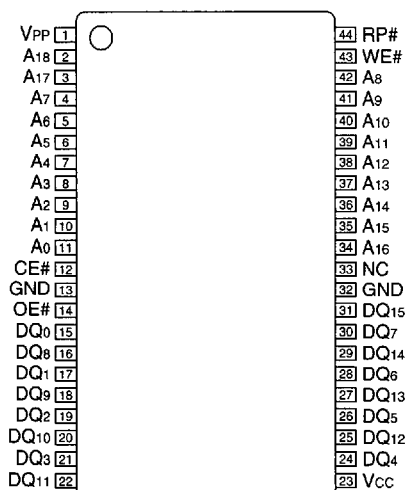 VPP 1 44 RP#
A18 2 43 WE#
A17 3 42 A8
A7 4 41 A9
A6 5 40 A10
A5 6 39 A11
A4 7 38 A12
A3 8 37 A13
A2 9 36 A14
A1 10 35 A15
A0 11 34 A16
CE# 12 33 NC
GND 13 32 GND
OE# 14 31 DQ15
DQ0 15 30 DQ7
DQ8 16 29 DQ14
DQ1 17 28 DQ6
DQ9 18 27 DQ13
DQ2 19 26 DQ5
DQ10 20 25 DQ12
DQ3 21 24 DQ4
DQ11 22 23 VCC